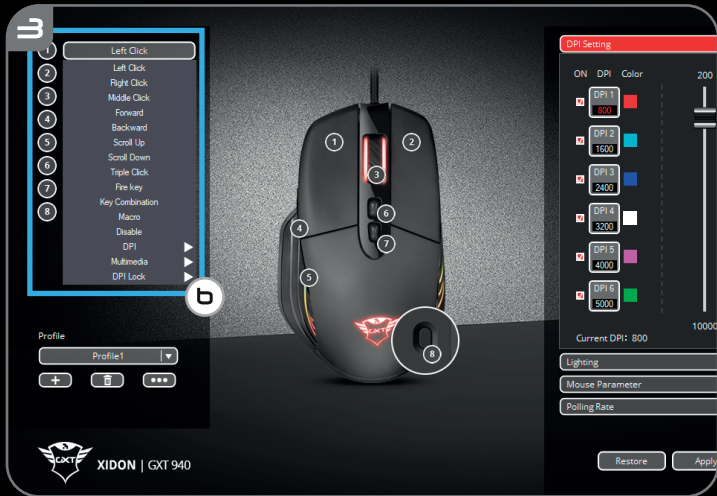 3
1 Left Click
2 Left Click
Right Click
3 Middle Click
4 Forward
Backward
5 Scroll Up
6 Scroll Down
Triple Click
7 Fire key
Key Combination
8 Macro
Disable
DPI
Multimedia
DPI Lock
b
Profile
Profile1
+
XIDON | GXT 940
GXT
1
2
3
6
7
4
5
GXT
8
DPI Setting
ON DPI Color
200
DPI 1
800
DPI 2
1600
DPI 3
2400
DPI 4
3200
DPI 5
4000
DPI 6
5000
10000
Current DPI: 800
Lighting
Mouse Parameter
Polling Rate
Restore
Apply